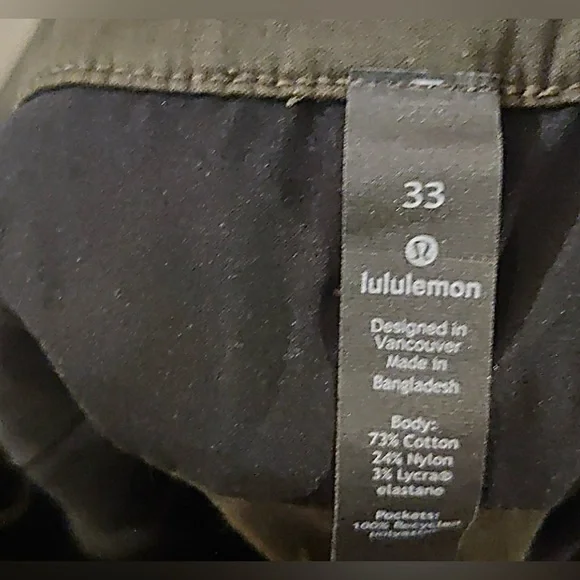 33
lululemon
Designed in
Vancouver
Made in
Bangladesh
Body:
73% Cotton
24% Nylon
3% Lycra®
elastane
Pockets:
100% Recycled
polyester